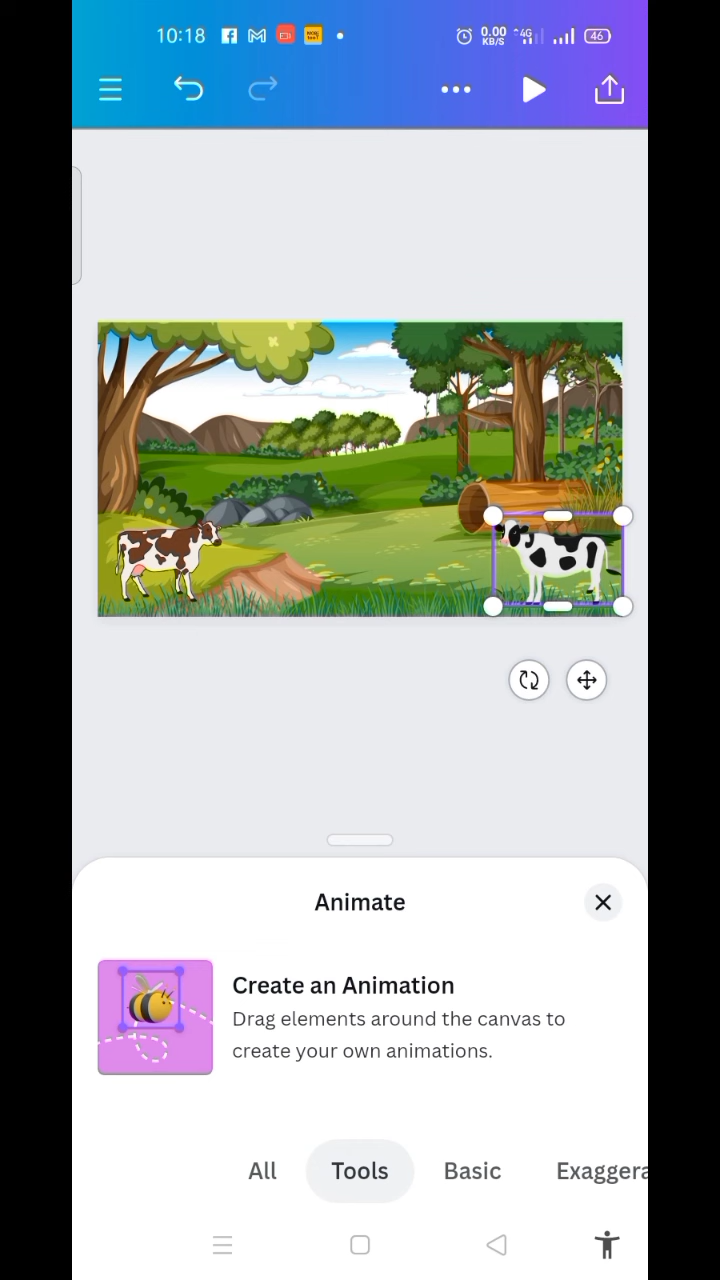 10:18 0.00 KB/S 4G 46
Animate
Create an Animation
Drag elements around the canvas to
create your own animations.
All Tools Basic Exaggera